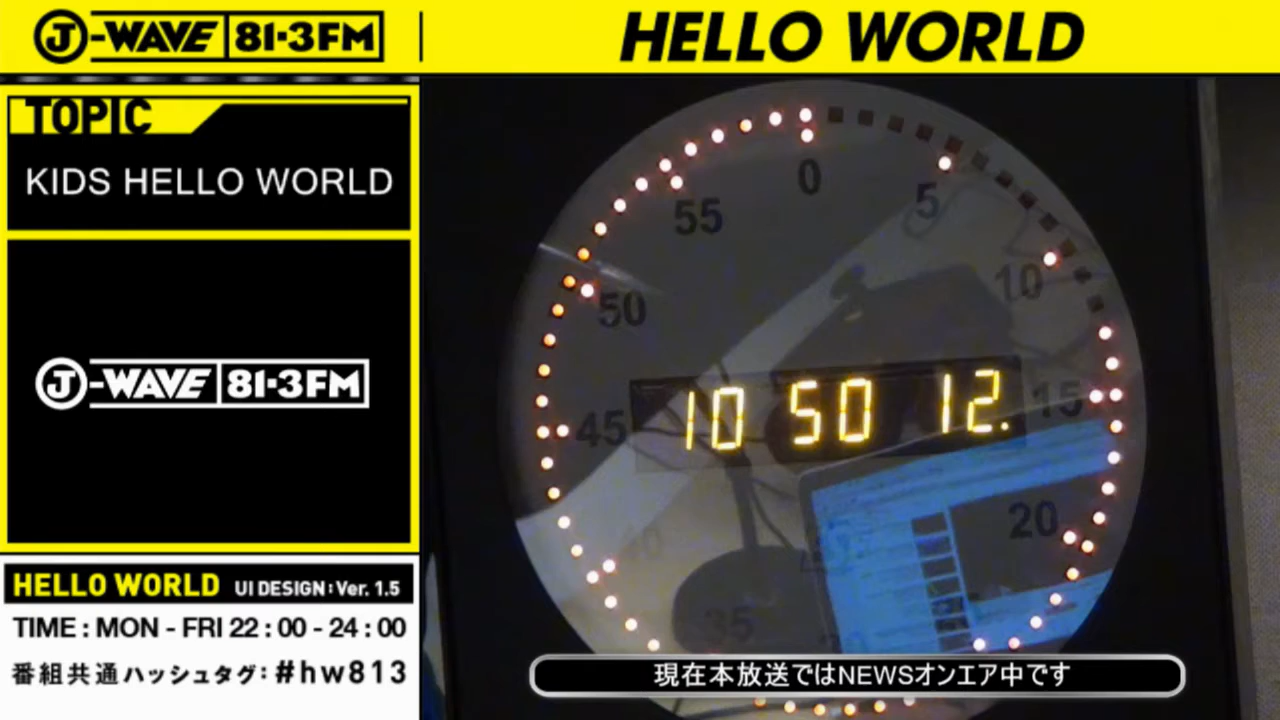 J-WAVE 81.3FM
HELLO WORLD
TOPIC
KIDS HELLO WORLD
J-WAVE 81.3FM
HELLO WORLD UI DESIGN:Ver. 1.5
TIME : MON - FRI 22 : 00 - 24 : 00
番組共通ハッシュタグ: #hw813
0
5
10
15
20
35
45
50
55
10 50 12.
現在本放送ではNEWSオンエア中です